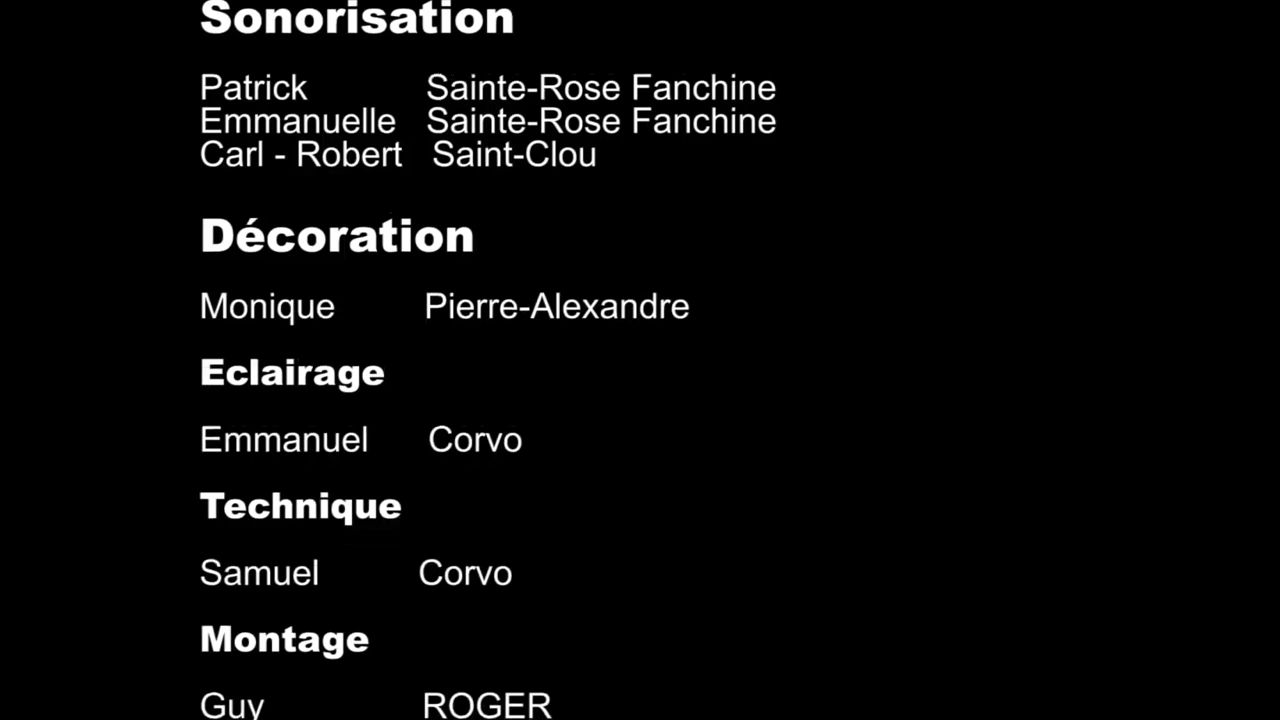 Sonorisation
Patrick Sainte-Rose Fanchine
Emmanuelle Sainte-Rose Fanchine
Carl - Robert Saint-Clou
Décoration
Monique Pierre-Alexandre
Eclairage
Emmanuel Corvo
Technique
Samuel Corvo
Montage
Guy ROGER